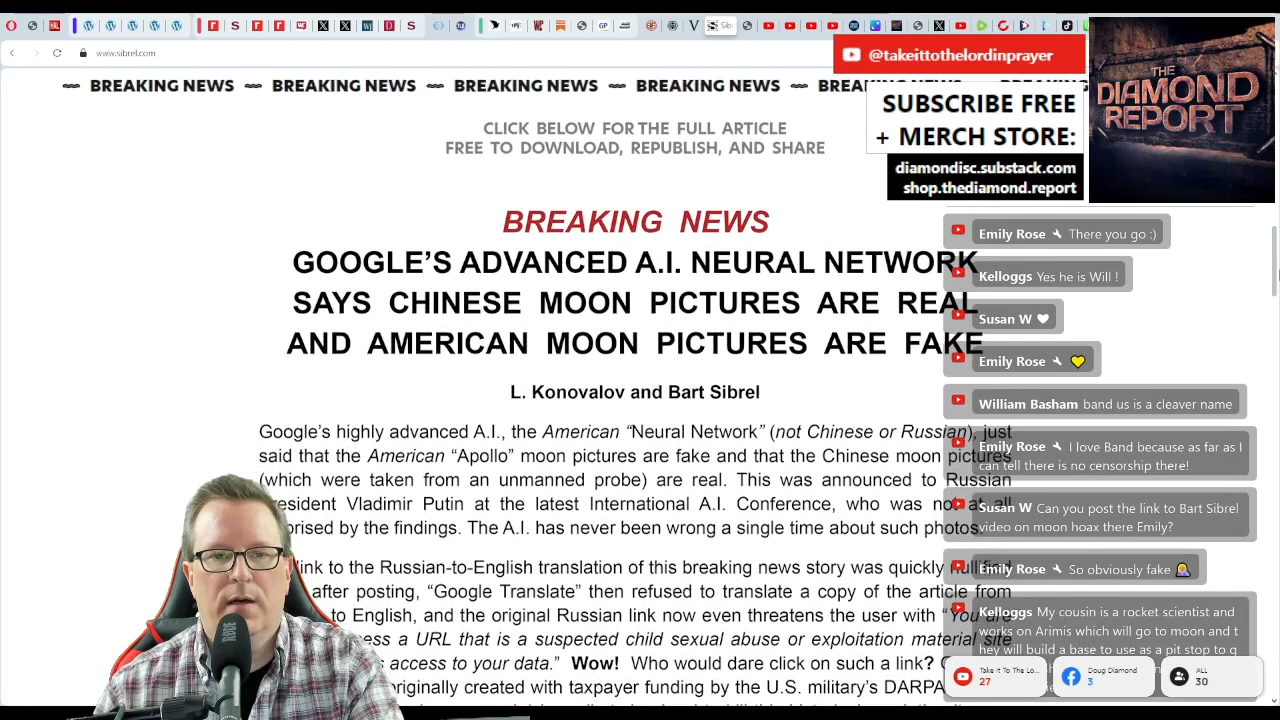 www.sibrel.com
@takeittothelordinprayer
BREAKING NEWS BREAKING NEWS BREAKING NEWS BREAKING NEWS
SUBSCRIBE FREE
+ MERCH STORE:
diamondisc.substack.com
shop.thediamond.report
THE
DIAMOND
REPORT
CLICK BELOW FOR THE FULL ARTICLE
FREE TO DOWNLOAD, REPUBLISH, AND SHARE
BREAKING NEWS
GOOGLE'S ADVANCED A.I. NEURAL NETWORK
SAYS CHINESE MOON PICTURES ARE REAL
AND AMERICAN MOON PICTURES ARE FAKE
L. Konovalov and Bart Sibrel
Google's highly advanced A.I., the American "Neural Network" (not Chinese or Russian), just
said that the American "Apollo" moon pictures are fake and that the Chinese moon pictures
(which were taken from an unmanned probe) are real. This was announced to Russian
President Vladimir Putin at the latest International A.I. Conference, who was not at all
surprised by the findings. The A.I. has never been wrong a single time about such photos.
link to the Russian-to-English translation of this breaking news story was quickly nullified
after posting, "Google Translate" then refused to translate a copy of the article from
to English, and the original Russian link now even threatens the user with "You are
a URL that is a suspected child sexual abuse or exploitation material site
access to your data." Wow! Who would dare click on such a link?
originally created with taxpayer funding by the U.S. military's DARPA
Emily Rose There you go :)
Kelloggs Yes he is Will !
Susan W
Emily Rose
William Basham band us is a cleaver name
Emily Rose I love Band because as far as I
can tell there is no censorship there!
Susan W Can you post the link to Bart Sibrel
video on moon hoax there Emily?
Emily Rose So obviously fake
Kelloggs My cousin is a rocket scientist and
works on Arimis which will go to moon and t
hey will build a base to use as a pit stop to g
Take It To The Lo...
27
Doug Diamond
3
ALL
30
RODE